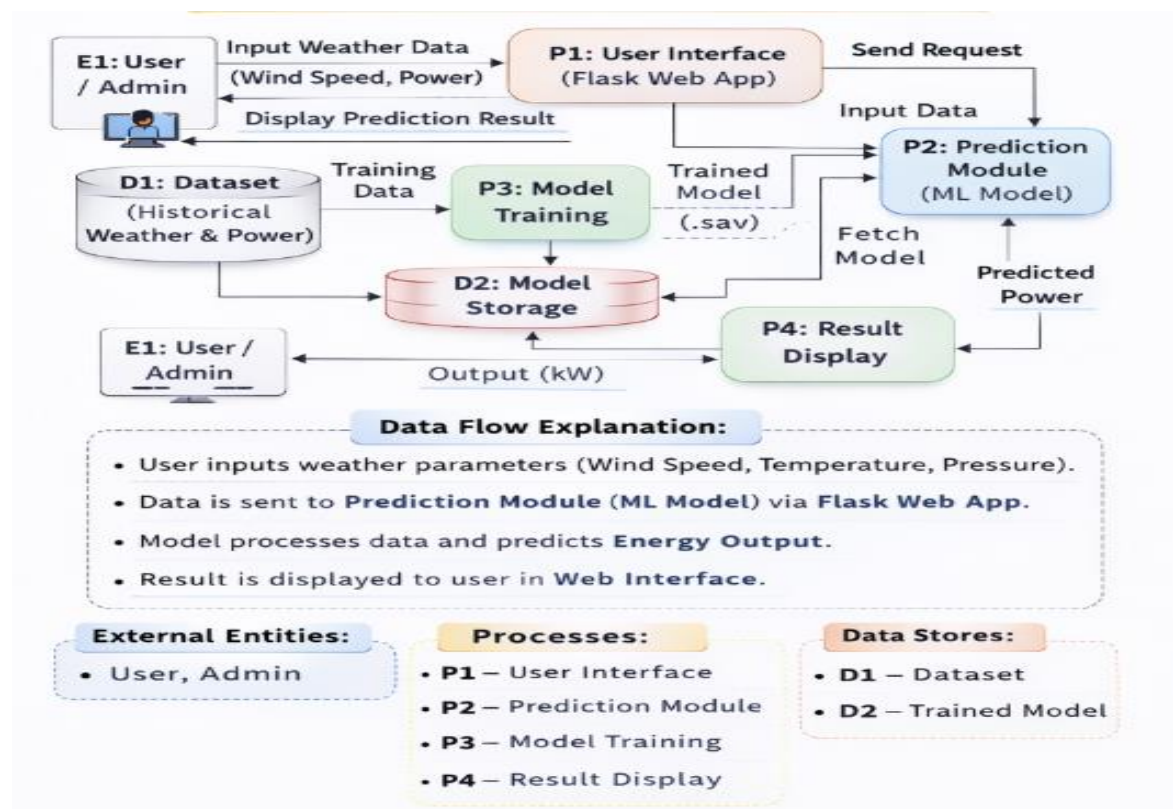 E1: User
/ Admin
Input Weather Data
(Wind Speed, Power)
Display Prediction Result
P1: User Interface
(Flask Web App)
Send Request
Input Data
P2: Prediction
Module
(ML Model)
D1: Dataset
(Historical
Weather & Power)
Training
Data
P3: Model
Training
Trained
Model
(.sav)
Fetch
Model
Predicted
Power
D2: Model
Storage
P4: Result
Display
E1: User /
Admin
Output (kW)
Data Flow Explanation:
• User inputs weather parameters (Wind Speed, Temperature, Pressure).
• Data is sent to Prediction Module (ML Model) via Flask Web App.
• Model processes data and predicts Energy Output.
• Result is displayed to user in Web Interface.
External Entities:
• User, Admin
Processes:
• P1 – User Interface
• P2 – Prediction Module
• P3 – Model Training
• P4 – Result Display
Data Stores:
• D1 – Dataset
• D2 – Trained Model